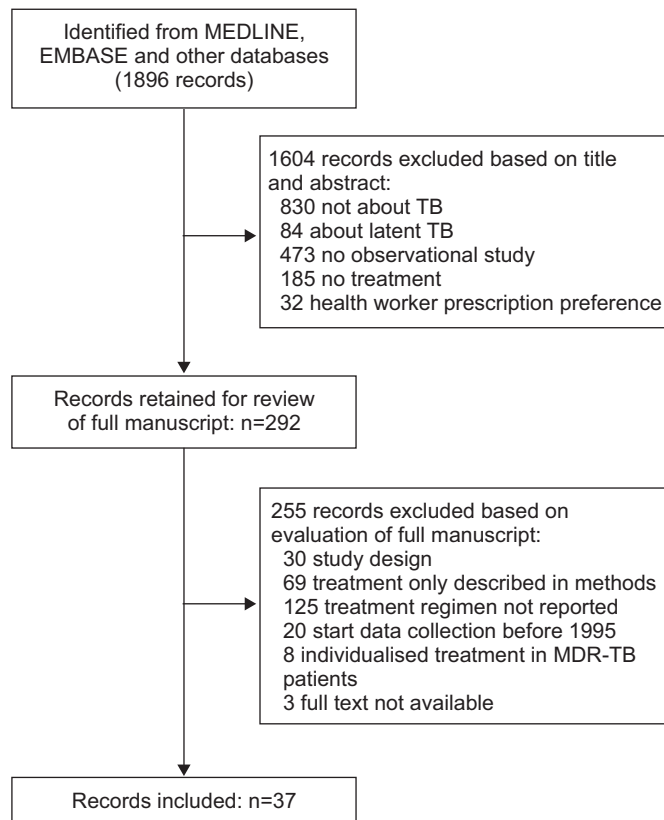 Identified from MEDLINE,
EMBASE and other databases
(1896 records)
1604 records excluded based on title
and abstract:
830 not about TB
84 about latent TB
473 no observational study
185 no treatment
32 health worker prescription preference
Records retained for review
of full manuscript: n=292
255 records excluded based on
evaluation of full manuscript:
30 study design
69 treatment only described in methods
125 treatment regimen not reported
20 start data collection before 1995
8 individualised treatment in MDR-TB
patients
3 full text not available
Records included: n=37